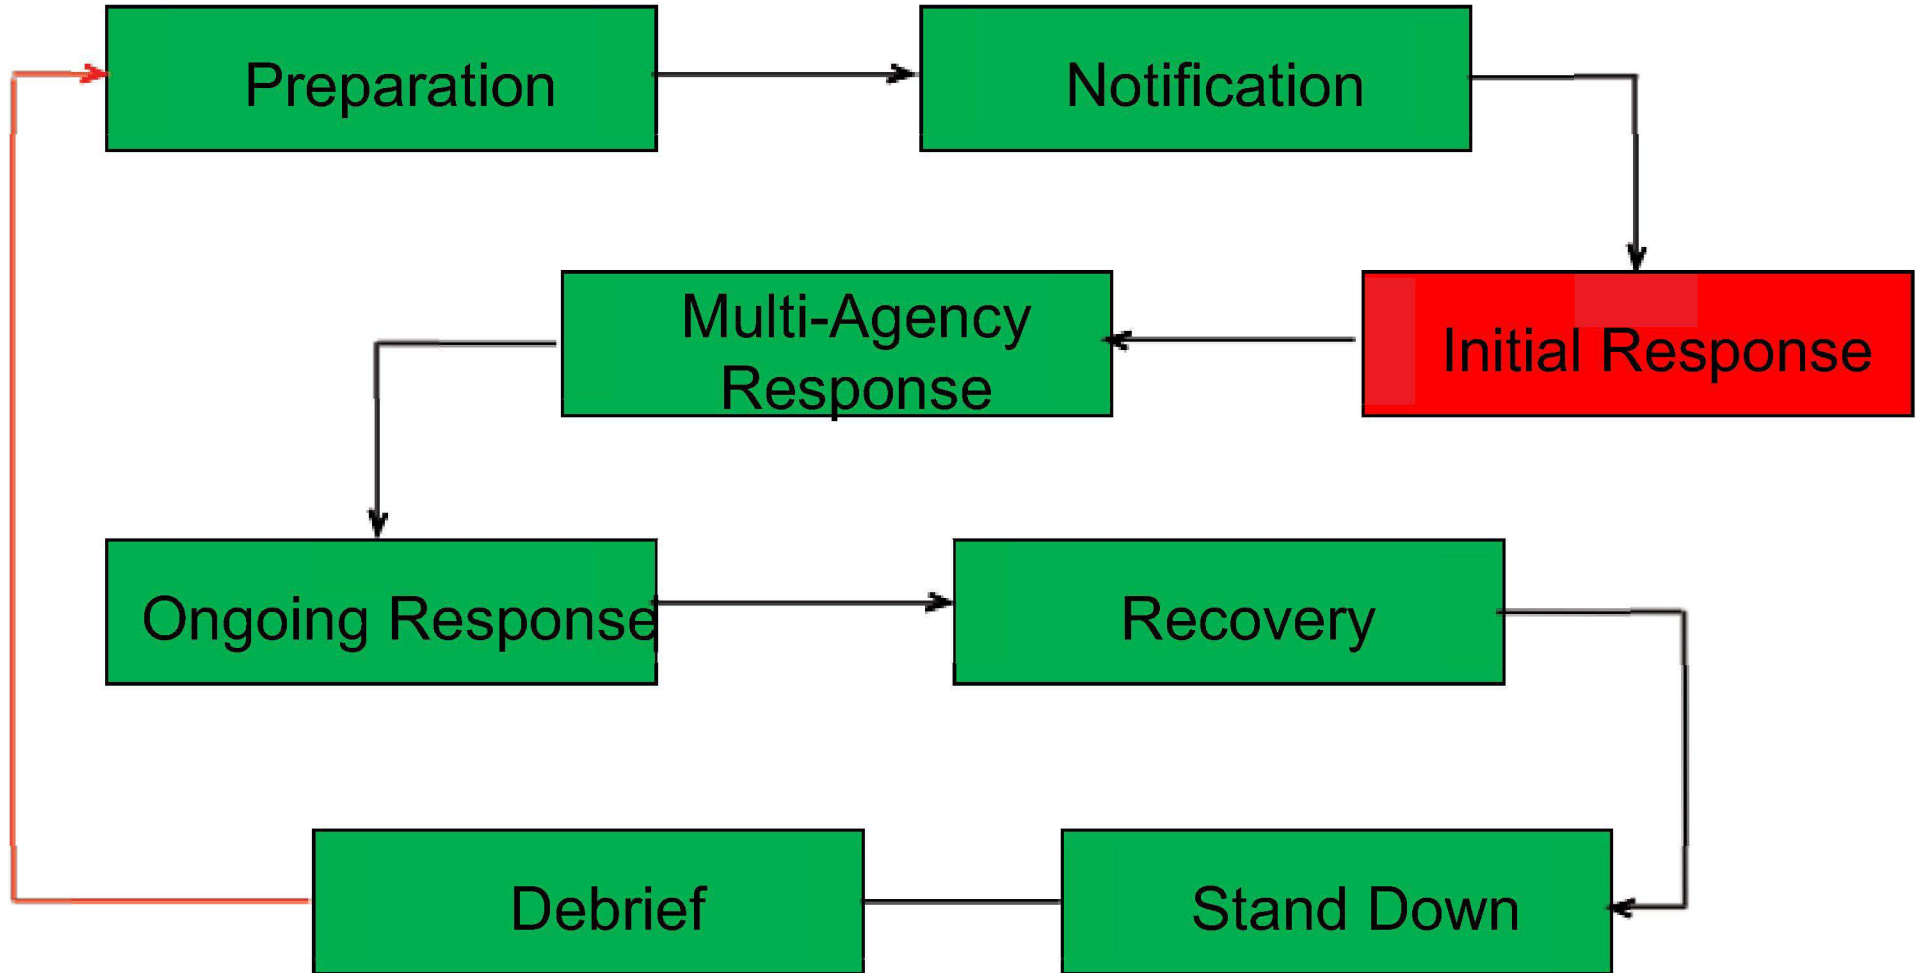 Preparation
Notification
Initial Response
Multi-Agency
Response
Ongoing Response
Recovery
Stand Down
Debrief